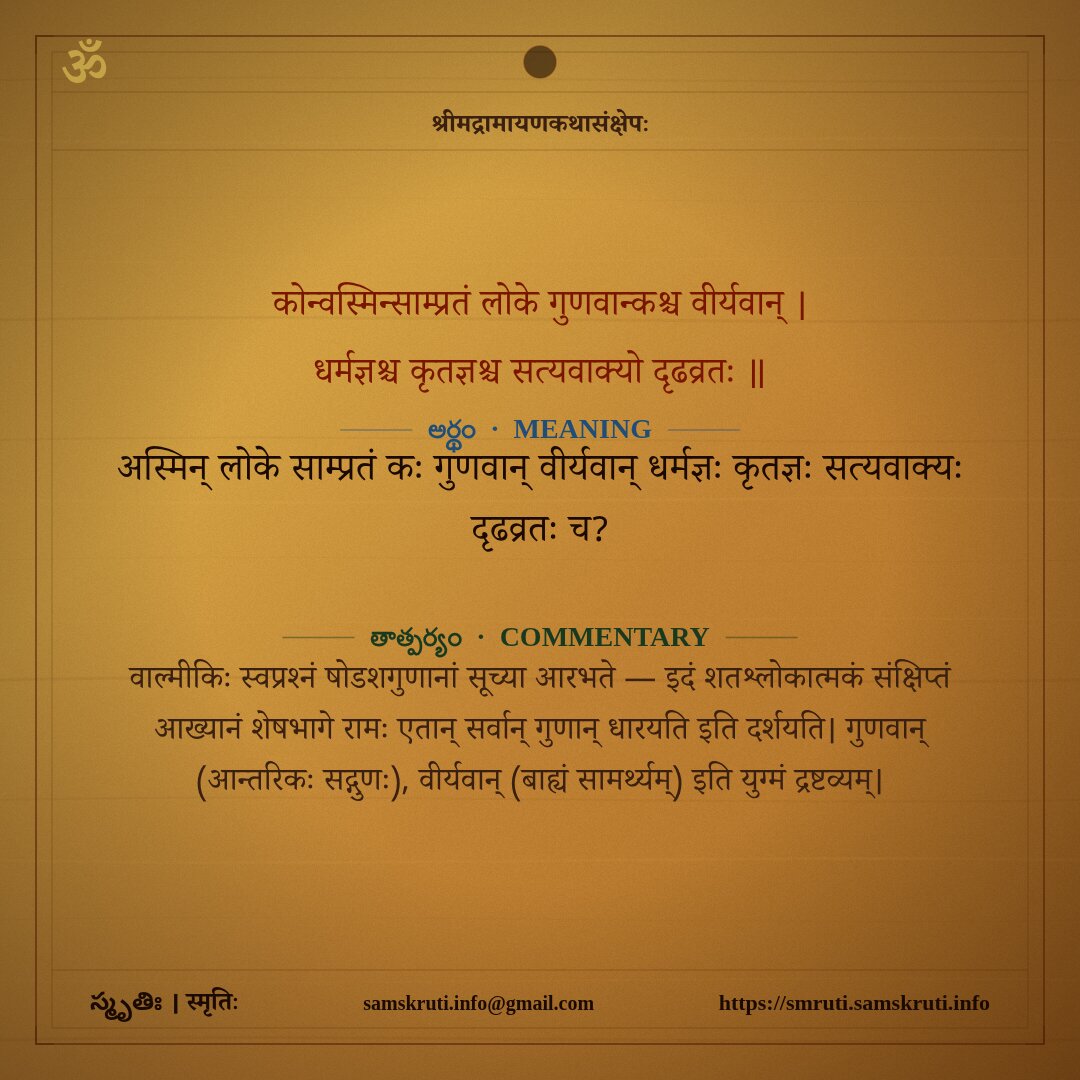 ॐ
श्रीमद्रामायणकथासंक्षेपः
कोन्वस्मिन्साम्प्रतं लोके गुणवान्कश्च वीर्यवान् |
धर्मज्ञश्च कृतज्ञश्च सत्यवाक्यो दृढव्रतः ||
అర్థం · MEANING
अस्मिन् लोके साम्प्रतं कः गुणवान् वीर्यवान् धर्मज्ञः कृतज्ञः सत्यवाक्यः
दृढव्रतः च?
తాత్పర్యం · COMMENTARY
वाल्मीकिः स्वप्रश्नं षोडशगुणानां सूच्या आरभते — इदं शतश्लोकात्मकं संक्षिप्तं
आख्यानं शेषभागे रामः एतान् सर्वान् गुणान् धारयति इति दर्शयति| गुणवान्
(आन्तरिकः सद्गुणः), वीर्यवान् (बाह्यं सामर्थ्यम्) इति युग्मं द्रष्टव्यम्|
స్మృతిః | स्मृतिः samskruti.info@gmail.com https://smruti.samskruti.info